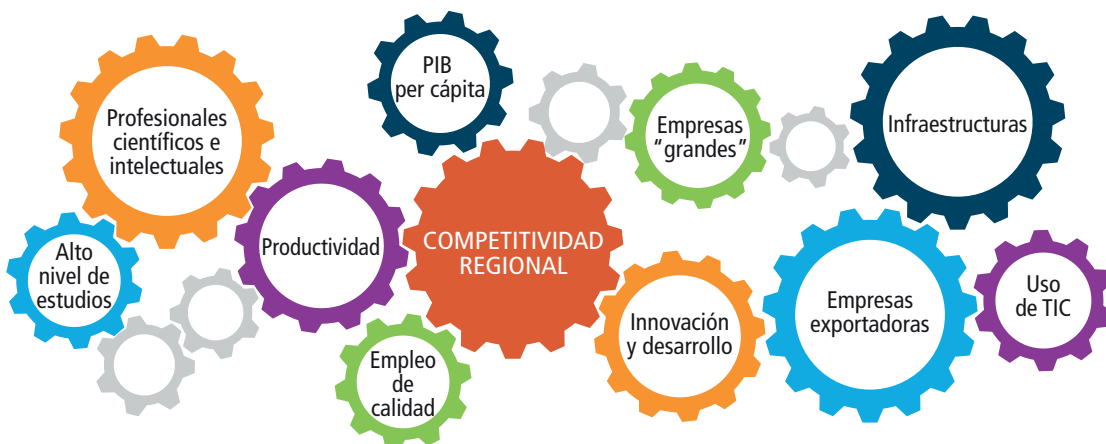 Profesionales
científicos e
intelectuales
PIB
per cápita
Empresas
“grandes”
Infraestructuras
Alto
nivel de
estudios
Productividad
COMPETITIVIDAD
REGIONAL
Empleo
de
calidad
Innovación
y desarrollo
Empresas
exportadoras
Uso
de TIC